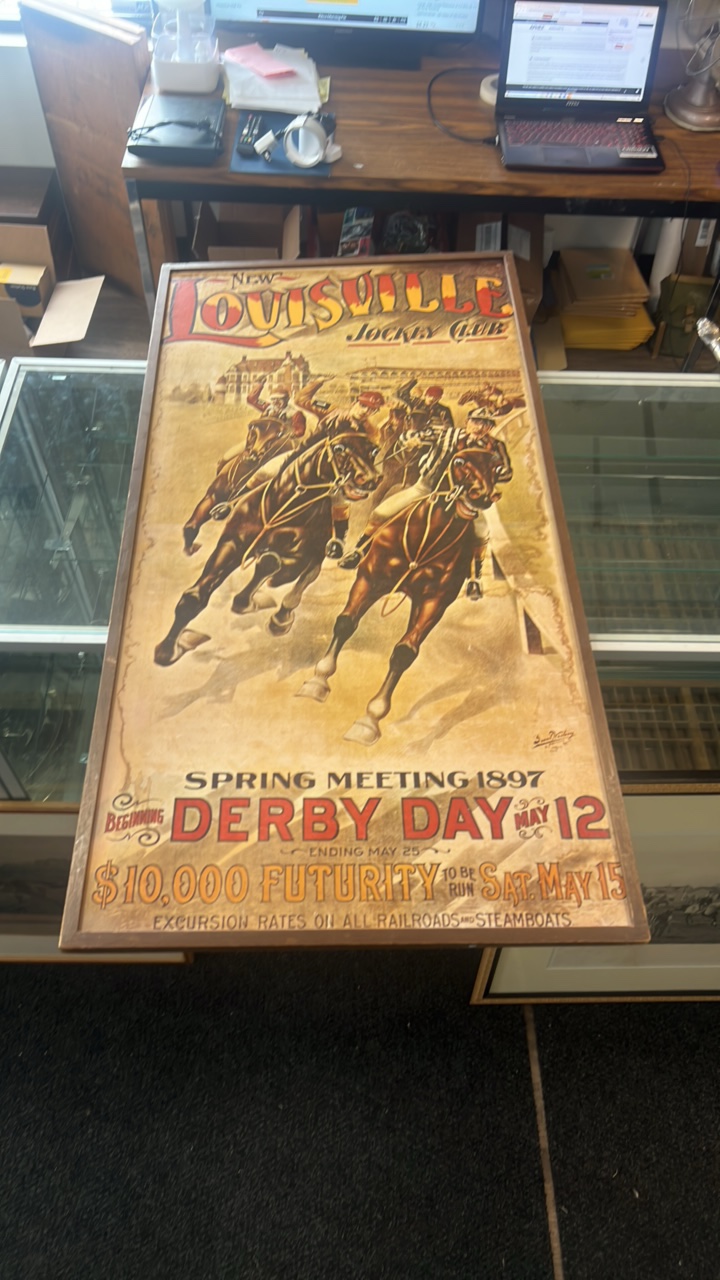 NEW
LOUISVILLE
JOCKEY CLUB
SPRING MEETING 1897
BEGINNING DERBY DAY MAY 12
ENDING MAY 25
$10,000 FUTURITY TO BE RUN SAT. MAY 15
EXCURSION RATES ON ALL RAILROADS AND STEAMBOATS